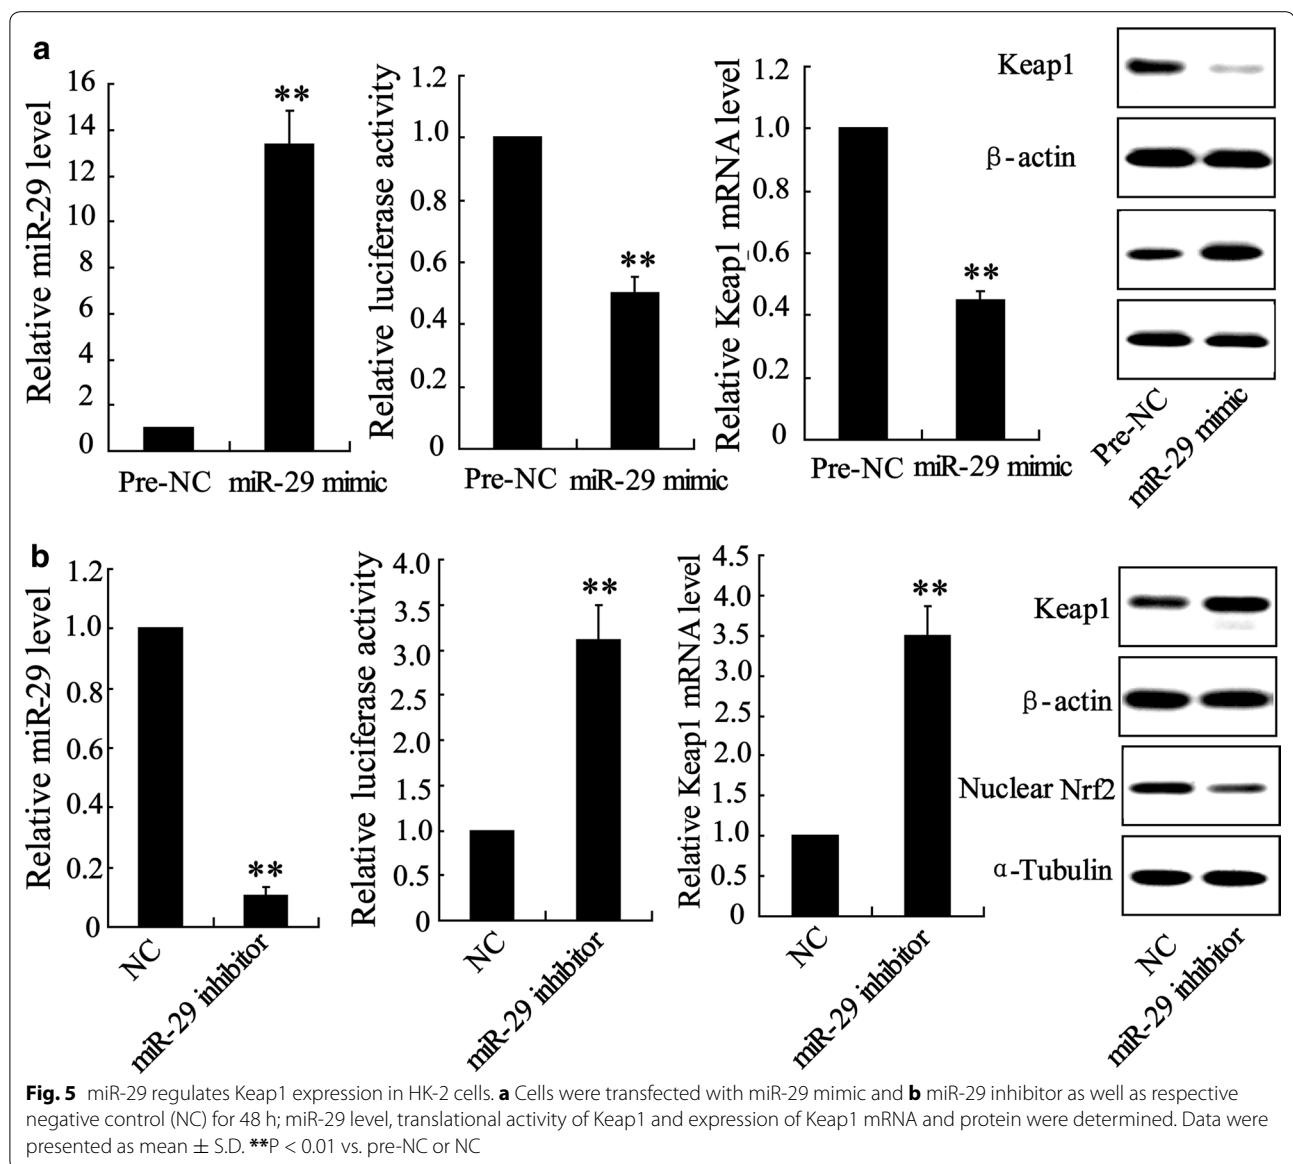 a
Relative miR-29 level
16
14
12
10
8
6
4
2
0
**
Pre-NC miR-29 mimic
Relative luciferase activity
1.2
1.0
0.8
0.6
0.4
0.2
0
**
Pre-NC miR-29 mimic
Relative Keap1 mRNA level
1.2
1.0
0.8
0.6
0.4
0.2
0
**
Pre-NC miR-29 mimic
Keap1
β-actin
Pre-NC
miR-29 mimic
b
Relative miR-29 level
1.2
1.0
0.8
0.6
0.4
0.2
0
**
NC
miR-29 inhibitor
Relative luciferase activity
4.0
3.5
3.0
2.5
2.0
1.5
1.0
0.5
0
**
NC
miR-29 inhibitor
Relative Keap1 mRNA level
4.5
4.0
3.5
3.0
2.5
2.0
1.5
1.0
0.5
0
**
NC
miR-29 inhibitor
Keap1
β-actin
Nuclear Nrf2
α-Tubulin
NC
miR-29 inhibitor
Fig. 5 miR-29 regulates Keap1 expression in HK-2 cells. a Cells were transfected with miR-29 mimic and b miR-29 inhibitor as well as respective
negative control (NC) for 48 h; miR-29 level, translational activity of Keap1 and expression of Keap1 mRNA and protein were determined. Data were
presented as mean ± S.D. **P < 0.01 vs. pre-NC or NC